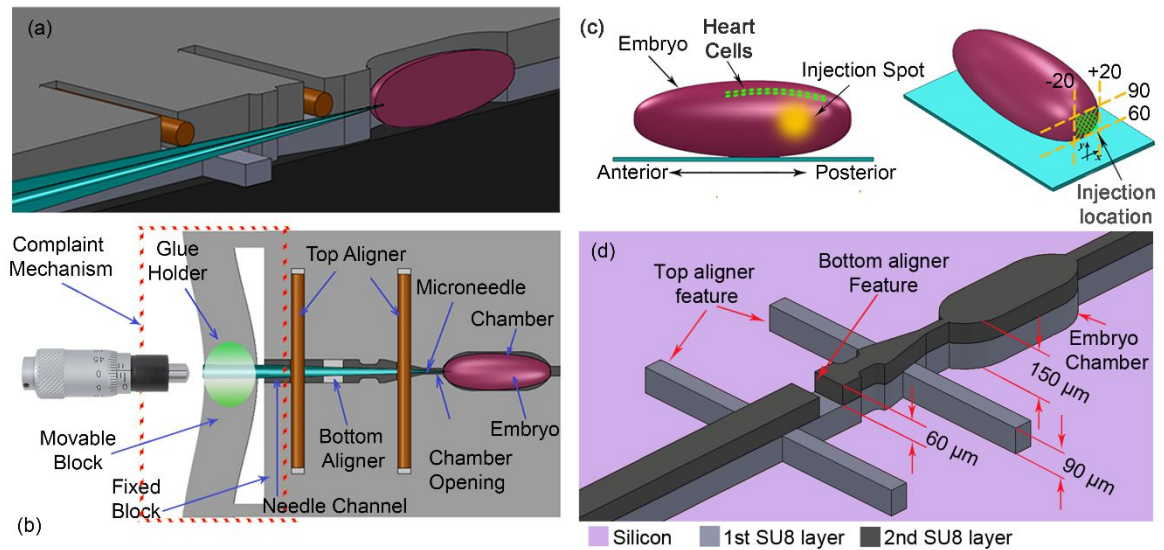 (a)
(b)
Complaint
Mechanism
Glue
Holder
Top Aligner
Microneedle
Chamber
Movable
Block
Fixed
Block
Bottom
Aligner
Needle Channel
Chamber
Opening
Embryo
(c)
Embryo
Heart
Cells
Injection Spot
Anterior
Posterior
-20
+20
90
60
y
x
Injection
location
(d)
Top aligner
feature
Bottom aligner
Feature
Embryo
Chamber
150 µm
60 µm
90 µm
Silicon
1st SU8 layer
2nd SU8 layer